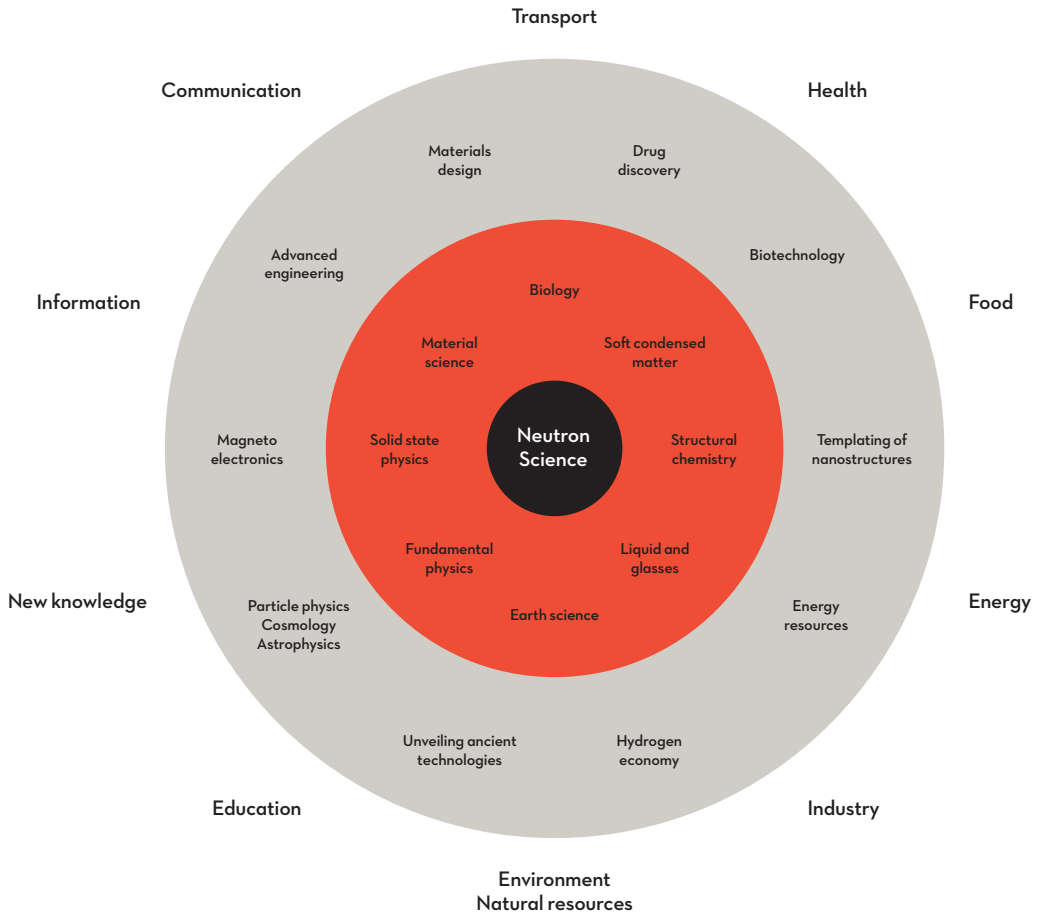 Transport
Communication
Health
Materials
design
Drug
discovery
Advanced
engineering
Biotechnology
Biology
Information
Food
Material
science
Soft condensed
matter
Neutron
Science
Magneto
electronics
Solid state
physics
Structural
chemistry
Templating of
nanostructures
Fundamental
physics
Liquid and
glasses
New knowledge
Particle physics
Cosmology
Astrophysics
Earth science
Energy
resources
Energy
Unveiling ancient
technologies
Hydrogen
economy
Education
Industry
Environment
Natural resources